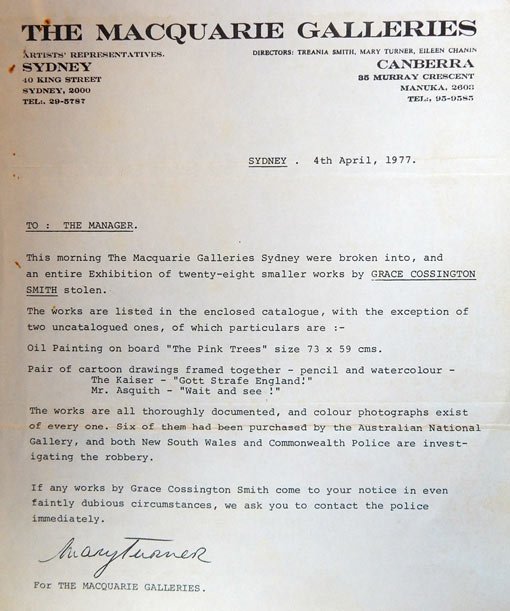 THE MACQUARIE GALLERIES
ARTISTS' REPRESENTATIVES.
DIRECTORS: TREANIA SMITH, MARY TURNER, EILEEN CHANIN
SYDNEY
40 KING STREET
SYDNEY, 2000
TEL:. 29-5787
CANBERRA
35 MURRAY CRESCENT
MANUKA, 2603
TEL:. 95-9585
SYDNEY . 4th April, 1977.
TO : THE MANAGER.
This morning The Macquarie Galleries Sydney were broken into, and
an entire Exhibition of twenty-eight smaller works by GRACE COSSINGTON
SMITH stolen.
The works are listed in the enclosed catalogue, with the exception of
two uncatalogued ones, of which particulars are :-
Oil Painting on board "The Pink Trees" size 73 x 59 cms.
Pair of cartoon drawings framed together - pencil and watercolour -
The Kaiser - "Gott Strafe England!"
Mr. Asquith - "Wait and see !"
The works are all thoroughly documented, and colour photographs exist
of every one. Six of them had been purchased by the Australian National
Gallery, and both New South Wales and Commonwealth Police are invest-
igating the robbery.
If any works by Grace Cossington Smith come to your notice in even
faintly dubious circumstances, we ask you to contact the police
immediately.
Mary Turner
For THE MACQUARIE GALLERIES.